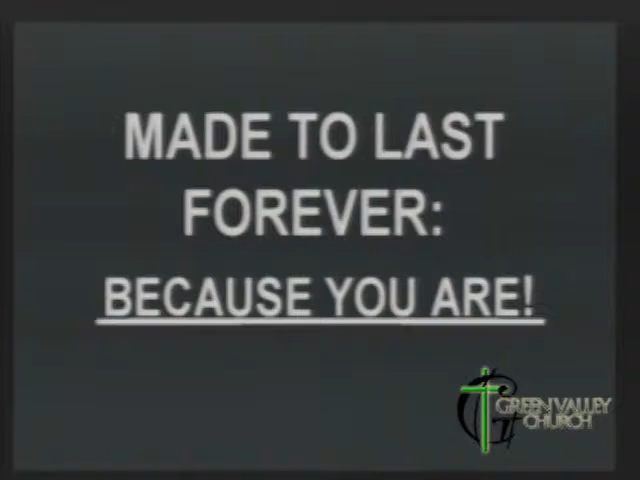 MADE TO LAST
FOREVER:
BECAUSE YOU ARE!
GREEN VALLEY
CHURCH